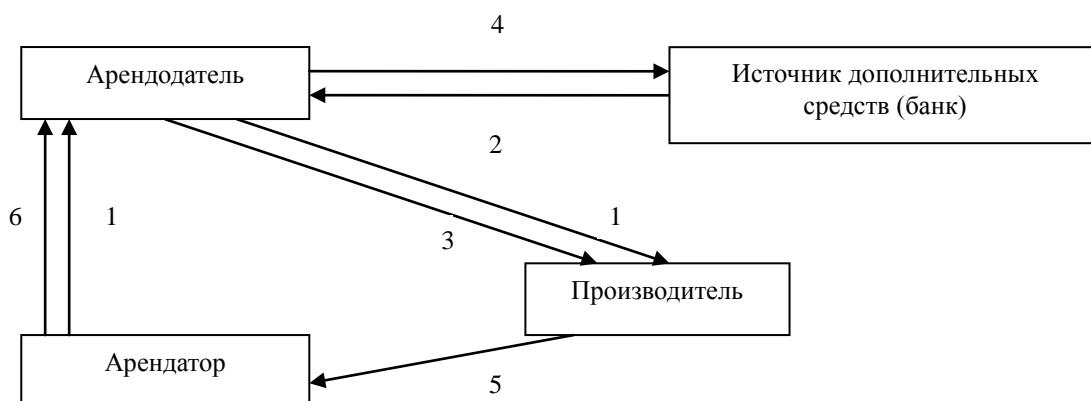 4
Арендодатель
Источник дополнительных
средств (банк)
2
6
1
3
1
Производитель
Арендатор
5